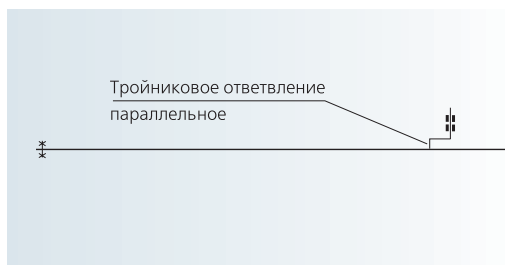 Тройниковое ответвление
параллельное